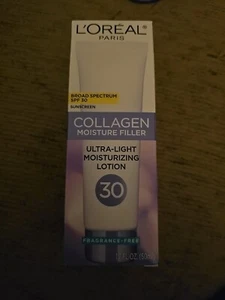 L'ORÉAL
PARIS
BROAD SPECTRUM
SPF 30
SUNSCREEN
COLLAGEN
MOISTURE FILLER
ULTRA-LIGHT
MOISTURIZING
LOTION
30
FRAGRANCE-FREE